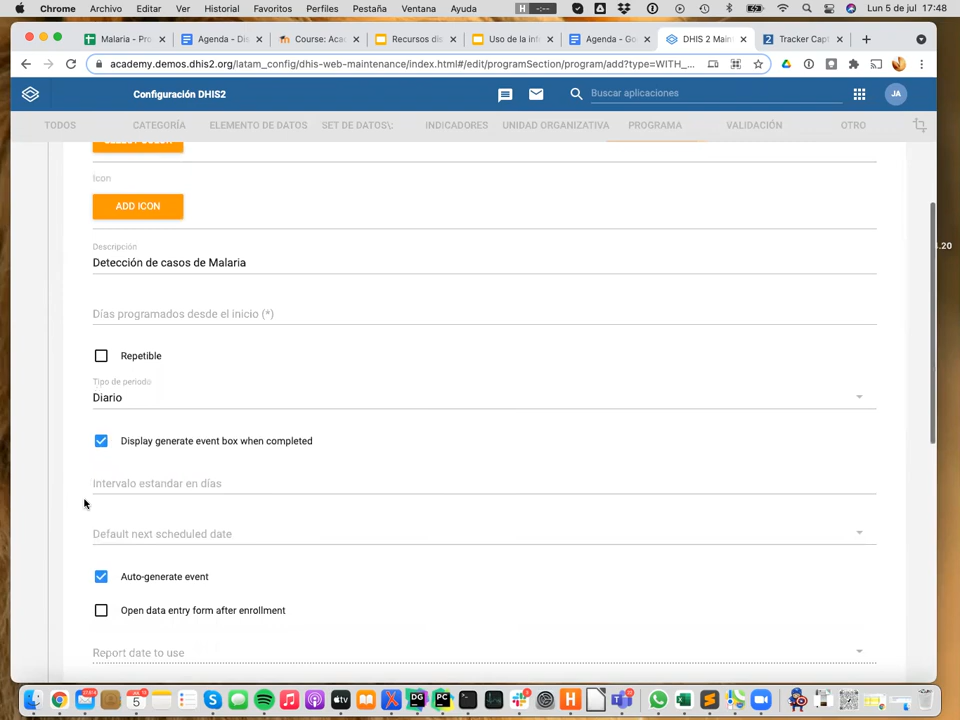 Chrome Archivo Editar Ver Historial Favoritos Perfiles Pestaña Ventana Ayuda Lun 5 de jul 17:48
Malaria - Pro Agenda - Dis Course: Aca Recursos dis Uso de la inf Agenda - Go DHIS 2 Main Tracker Capt
academy.demos.dhis2.org/latam_config/dhis-web-maintenance/index.html#/edit/programSection/program/add?type=WITH_...
Configuración DHIS2 Buscar aplicaciones JA
TODOS CATEGORÍA ELEMENTO DE DATOS SET DE DATOS\; INDICADORES UNIDAD ORGANIZATIVA PROGRAMA VALIDACIÓN OTRO
SELECT COLOR
Icon
ADD ICON
.20
Descripción
Detección de casos de Malaria
Días programados desde el inicio (*)
Repetible
Tipo de periodo
Diario
Display generate event box when completed
Intervalo estandar en días
Default next scheduled date
Auto-generate event
Open data entry form after enrollment
Report date to use